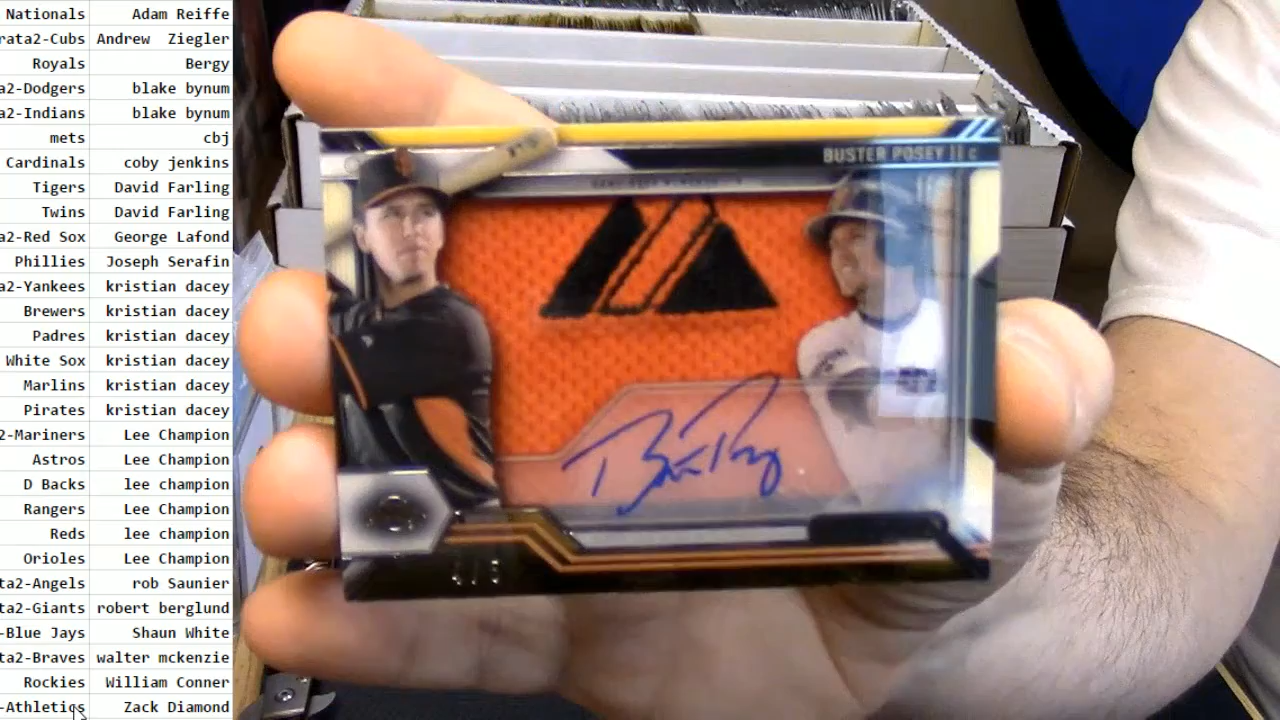 Nationals Adam Reiffe
rata2-Cubs Andrew Ziegler
Royals Bergy
a2-Dodgers blake bynum
a2-Indians blake bynum
mets cbj
Cardinals coby jenkins
Tigers David Farling
Twins David Farling
a2-Red Sox George Lafond
Phillies Joseph Serafin
a2-Yankees kristian dacey
Brewers kristian dacey
Padres kristian dacey
White Sox kristian dacey
Marlins kristian dacey
Pirates kristian dacey
2-Mariners Lee Champion
Astros Lee Champion
D Backs lee champion
Rangers Lee Champion
Reds lee champion
Orioles Lee Champion
ta2-Angels rob Saunier
ta2-Giants robert berglund
-Blue Jays Shaun White
ta2-Braves walter mckenzie
Rockies William Conner
-Athletics Zack Diamond
BUSTER POSEY || C